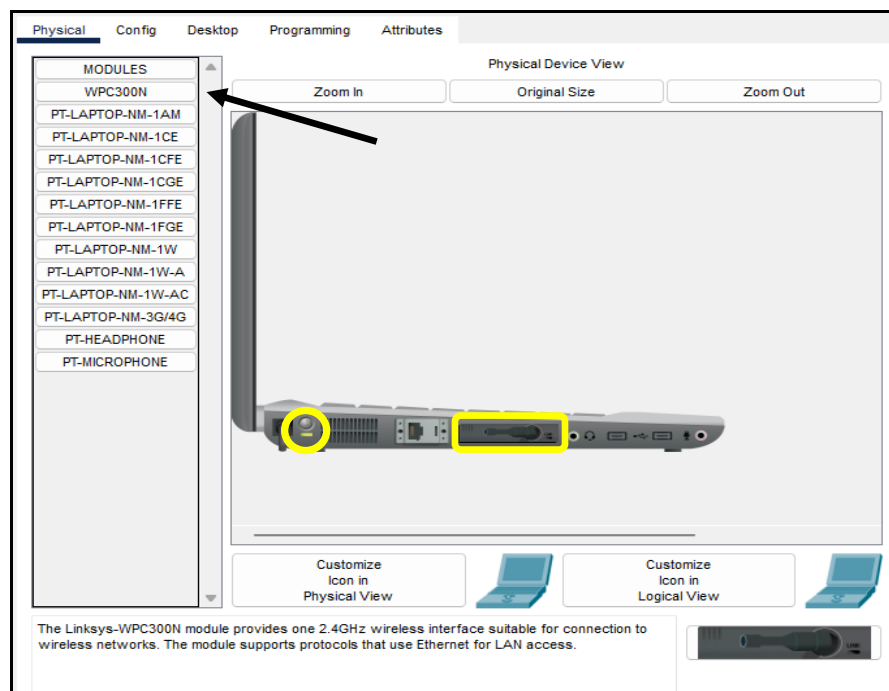 Physical Config Desktop Programming Attributes
MODULES
WPC300N
PT-LAPTOP-NM-1AM
PT-LAPTOP-NM-1CE
PT-LAPTOP-NM-1CFE
PT-LAPTOP-NM-1CGE
PT-LAPTOP-NM-1FFE
PT-LAPTOP-NM-1FGE
PT-LAPTOP-NM-1W
PT-LAPTOP-NM-1W-A
PT-LAPTOP-NM-1W-AC
PT-LAPTOP-NM-3G/4G
PT-HEADPHONE
PT-MICROPHONE
Physical Device View
Zoom In Original Size Zoom Out
Customize
Icon in
Physical View
Customize
Icon in
Logical View
The Linksys-WPC300N module provides one 2.4GHz wireless interface suitable for connection to
wireless networks. The module supports protocols that use Ethernet for LAN access.